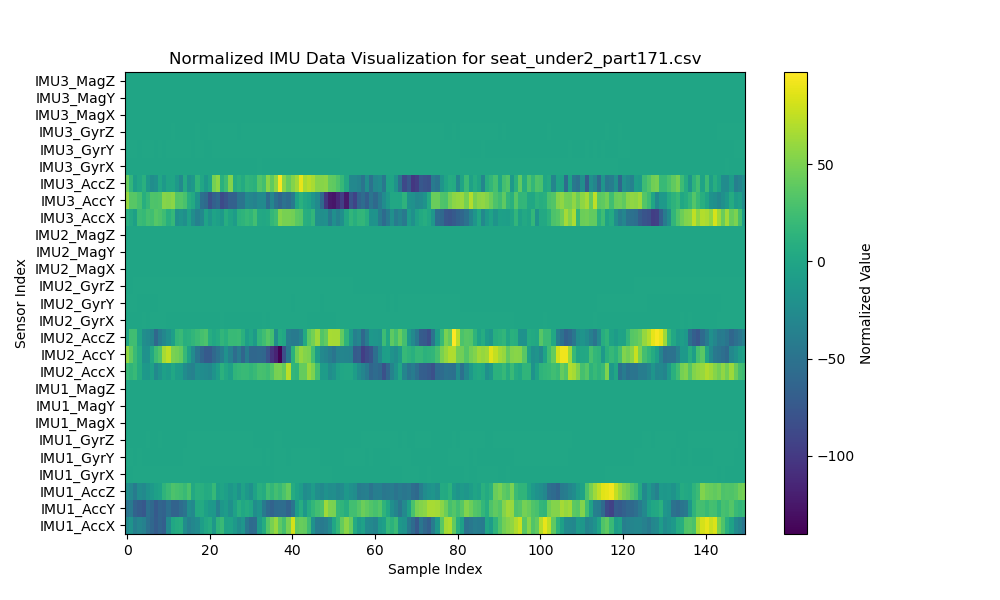 Normalized IMU Data Visualization for seat_under2_part171.csv
IMU3_MagZ
IMU3_MagY
IMU3_MagX
IMU3_GyrZ
IMU3_GyrY
IMU3_GyrX
IMU3_AccZ
IMU3_AccY
IMU3_AccX
IMU2_MagZ
IMU2_MagY
IMU2_MagX
IMU2_GyrZ
IMU2_GyrY
IMU2_GyrX
IMU2_AccZ
IMU2_AccY
IMU2_AccX
IMU1_MagZ
IMU1_MagY
IMU1_MagX
IMU1_GyrZ
IMU1_GyrY
IMU1_GyrX
IMU1_AccZ
IMU1_AccY
IMU1_AccX
Sensor Index
0 20 40 60 80 100 120 140
Sample Index
50
0
−50
−100
Normalized Value